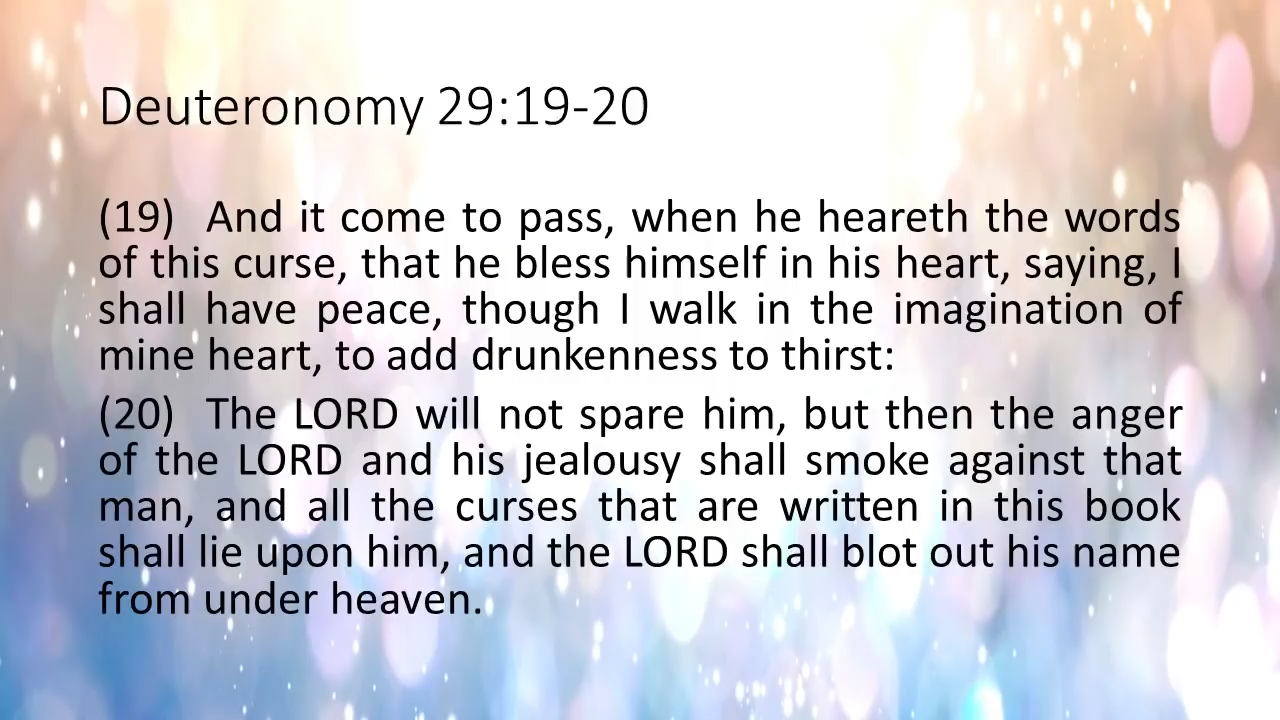 Deuteronomy 29:19-20
(19) And it come to pass, when he heareth the words
of this curse, that he bless himself in his heart, saying, I
shall have peace, though I walk in the imagination of
mine heart, to add drunkenness to thirst:
(20) The LORD will not spare him, but then the anger
of the LORD and his jealousy shall smoke against that
man, and all the curses that are written in this book
shall lie upon him, and the LORD shall blot out his name
from under heaven.